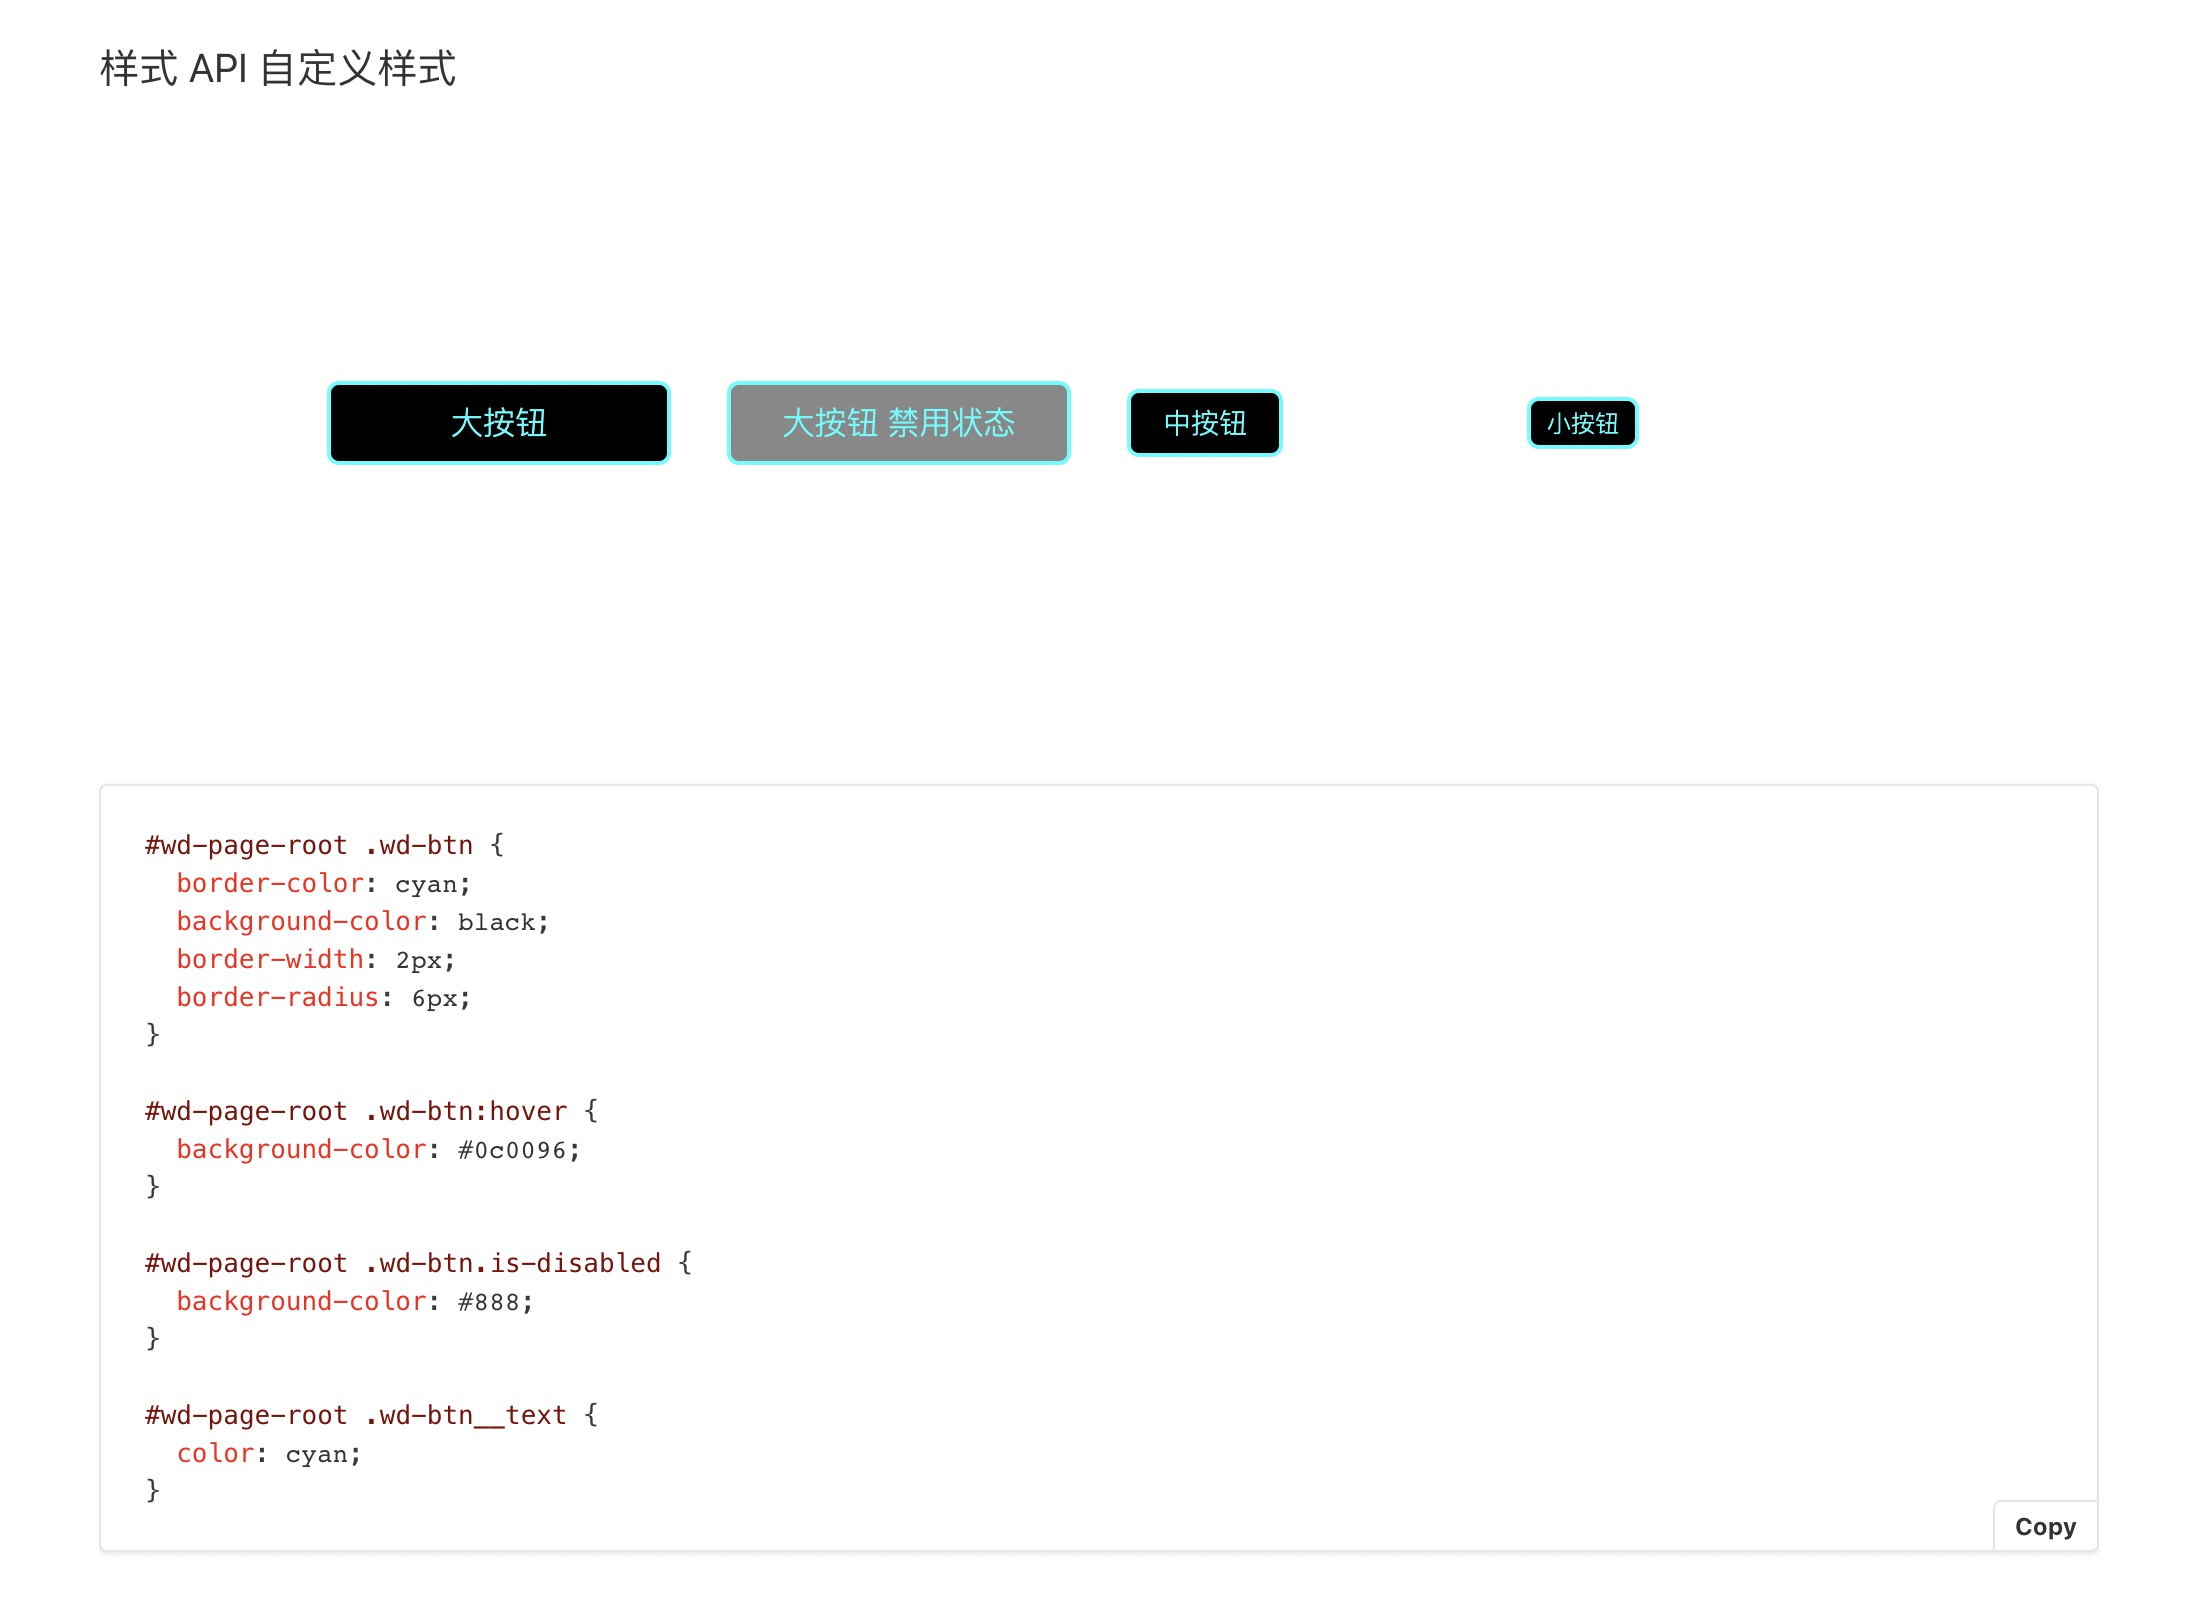 样式 API 自定义样式
大按钮
大按钮 禁用状态
中按钮
小按钮
#wd-page-root .wd-btn {
  border-color: cyan;
  background-color: black;
  border-width: 2px;
  border-radius: 6px;
}
#wd-page-root .wd-btn:hover {
  background-color: #0c0096;
}
#wd-page-root .wd-btn.is-disabled {
  background-color: #888;
}
#wd-page-root .wd-btn__text {
  color: cyan;
}
Copy